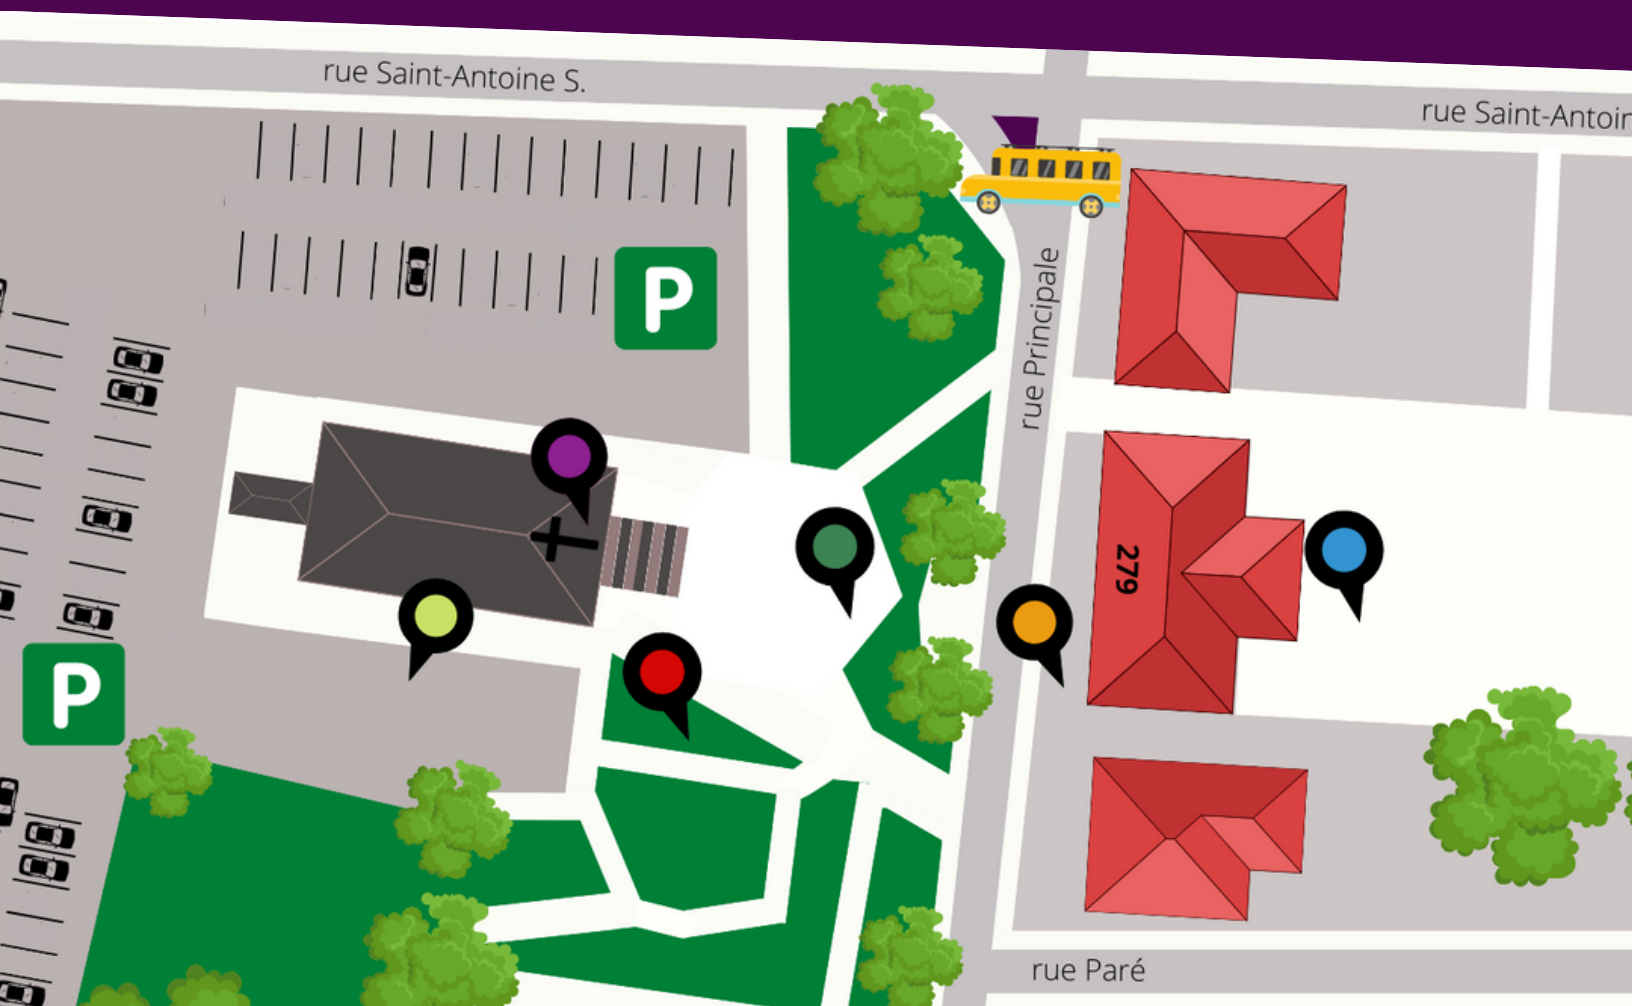 rue Saint-Antoine S.
rue Saint-Antoin
P
rue Principale
279
P
rue Paré